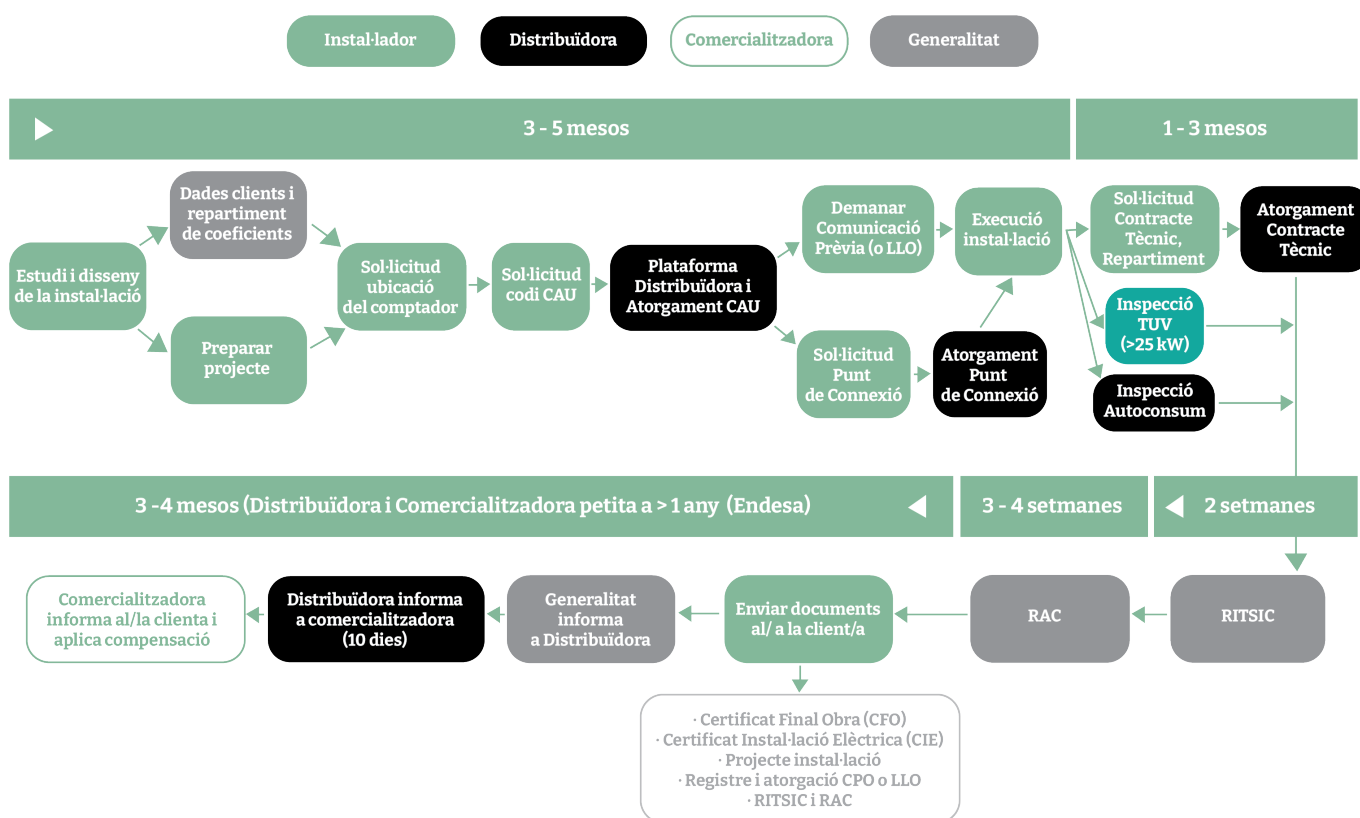 Instal·lador
Distribuïdora
Comercialitzadora
Generalitat
3 - 5 mesos
1 - 3 mesos
Estudi i disseny
de la instal·lació
Dades clients i
repartiment
de coeficients
Preparar
projecte
Sol·licitud
ubicació
del comptador
Sol·licitud
codi CAU
Plataforma
Distribuïdora i
Atorgament CAU
Demanar
Comunicació
Prèvia (o LLO)
Sol·licitud
Punt
de Connexió
Atorgament
Punt
de Connexió
Execució
instal·lació
Sol·licitud
Contracte
Tècnic,
Repartiment
Atorgament
Contracte
Tècnic
Inspecció
TUV
(>25 kW)
Inspecció
Autoconsum
3 -4 mesos (Distribuïdora i Comercialitzadora petita a > 1 any (Endesa)
3 - 4 setmanes
2 setmanes
Comercialitzadora
informa al/la clienta i
aplica compensació
Distribuïdora informa
a comercialitzadora
(10 dies)
Generalitat
informa
a Distribuïdora
Enviar documents
al/ a la client/a
RAC
RITSIC
· Certificat Final Obra (CFO)
· Certificat Instal·lació Elèctrica (CIE)
· Projecte instal·lació
· Registre i atorgació CPO o LLO
· RITSIC i RAC